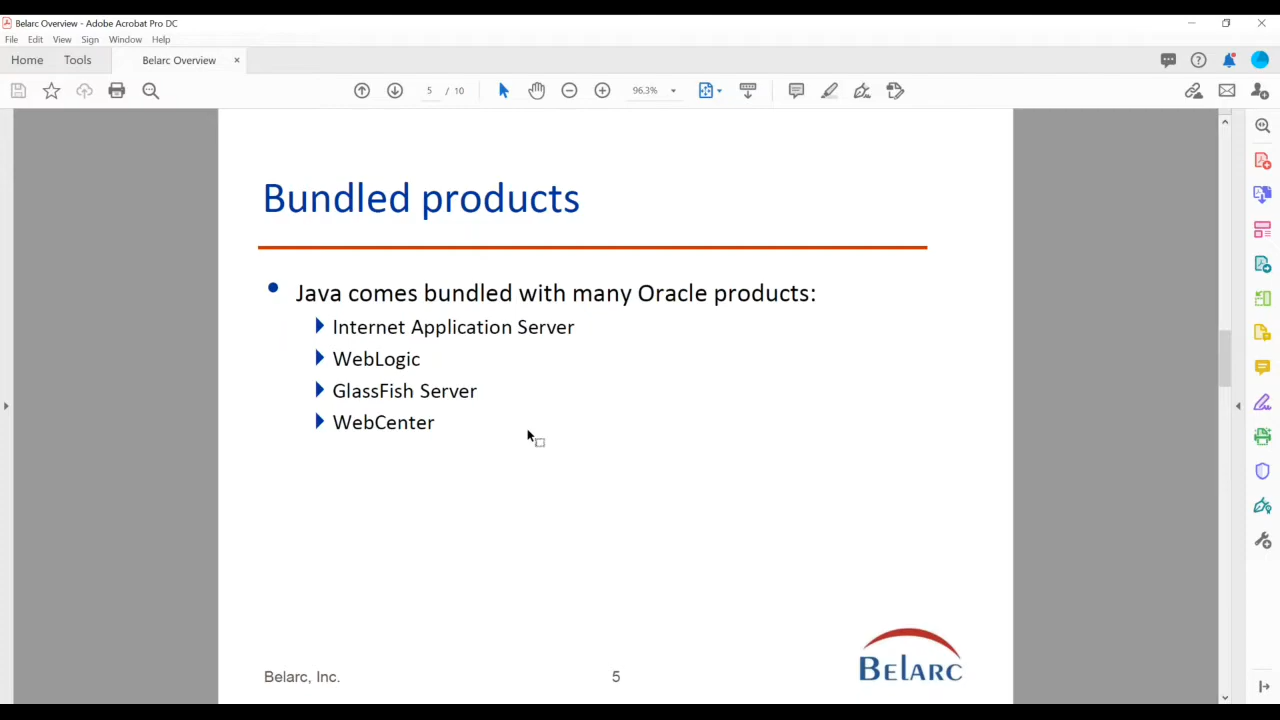 Belarc Overview - Adobe Acrobat Pro DC
File Edit View Sign Window Help
Home Tools Belarc Overview ×
5 / 10 96.3%
Bundled products
• Java comes bundled with many Oracle products:
Internet Application Server
WebLogic
GlassFish Server
WebCenter
BELARC
Belarc, Inc. 5